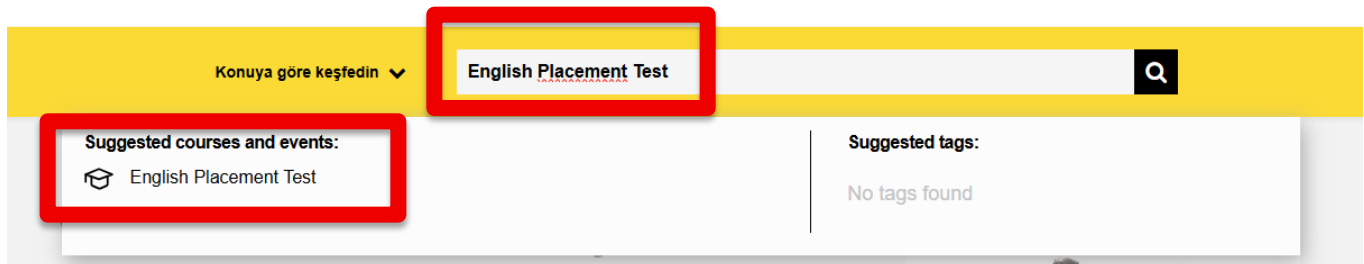 Konuya göre keşfedin
English Placement Test
Suggested courses and events:
English Placement Test
Suggested tags:
No tags found